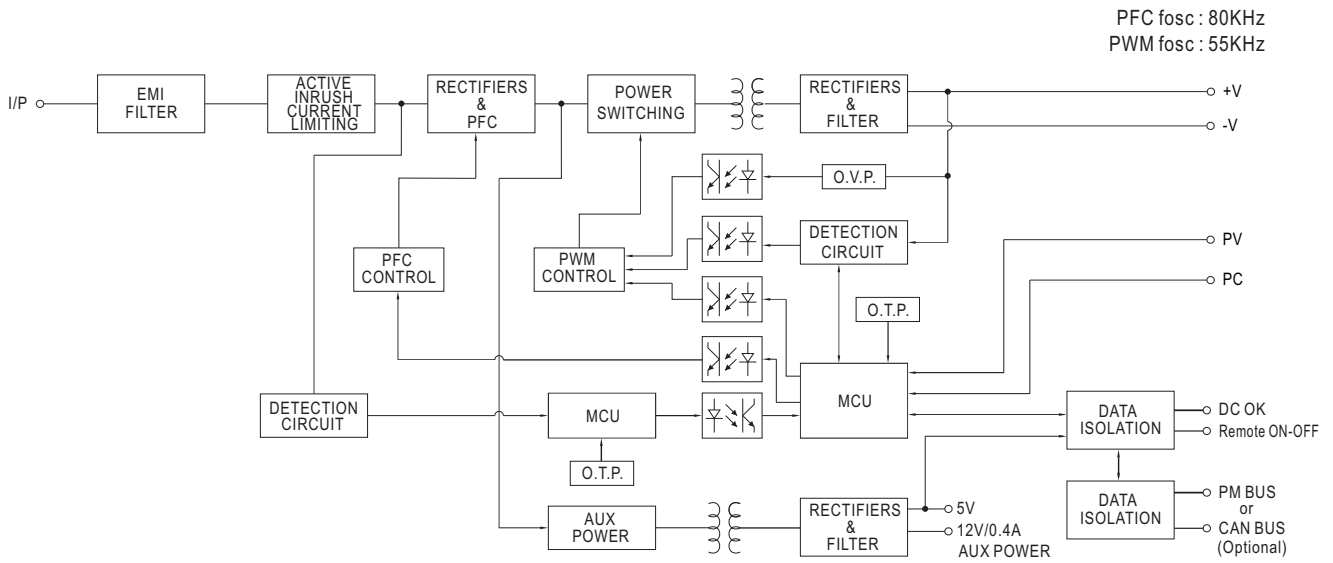 PFC fosc : 80KHz
PWM fosc : 55KHz
I/P
EMI
FILTER
ACTIVE
INRUSH
CURRENT
LIMITING
RECTIFIERS
&
PFC
POWER
SWITCHING
RECTIFIERS
&
FILTER
+V
-V
O.V.P.
DETECTION
CIRCUIT
PFC
CONTROL
PWM
CONTROL
PV
PC
O.T.P.
MCU
DETECTION
CIRCUIT
MCU
O.T.P.
DATA
ISOLATION
DC OK
Remote ON-OFF
DATA
ISOLATION
PM BUS
or
CAN BUS
(Optional)
AUX
POWER
RECTIFIERS
&
FILTER
5V
12V/0.4A
AUX POWER